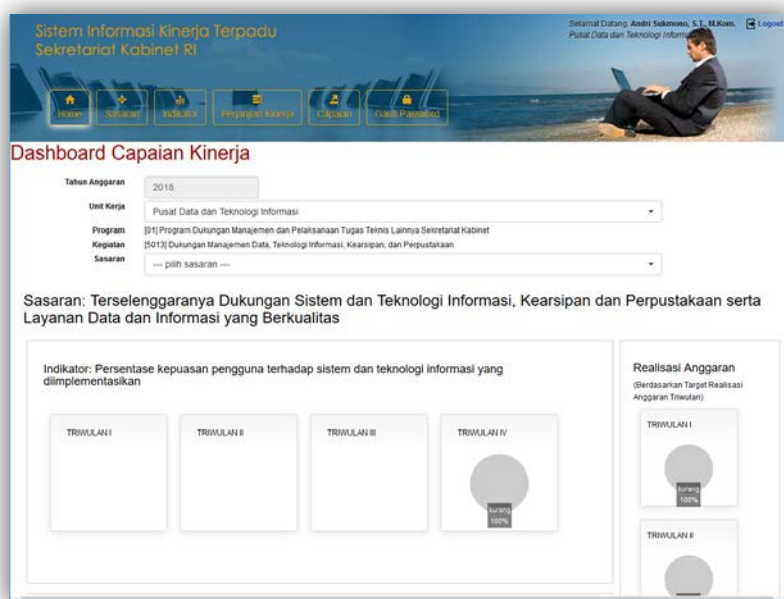 Sistem Informasi Kinerja Terpadu
Sekretariat Kabinet RI
Selamat Datang, Andri Sukmono, S.T., M.Kom. Logout
Pusat Data dan Teknologi
Home Sasaran Indikator Perjanjian Kinerja Capaian Ganti Password
Dashboard Capaian Kinerja
Tahun Anggaran 2018
Unit Kerja Pusat Data dan Teknologi Informasi
Program [01] Program Dukungan Manajemen dan Pelaksanaan Tugas Teknis Lainnya Sekretariat Kabinet
Kegiatan [5013] Dukungan Manajemen Data, Teknologi Informasi, Kearsipan, dan Perpustakaan
Sasaran --- pilih sasaran ---
Sasaran: Terselenggaranya Dukungan Sistem dan Teknologi Informasi, Kearsipan dan Perpustakaan serta
Layanan Data dan Informasi yang Berkualitas
Indikator: Persentase kepuasan pengguna terhadap sistem dan teknologi informasi yang
diimplementasikan
TRIWULAN I TRIWULAN II TRIWULAN III TRIWULAN IV
kurang
100%
Realisasi Anggaran
(Berdasarkan Target Realisasi
Anggaran Triwulan)
TRIWULAN I
kurang
100%
TRIWULAN II